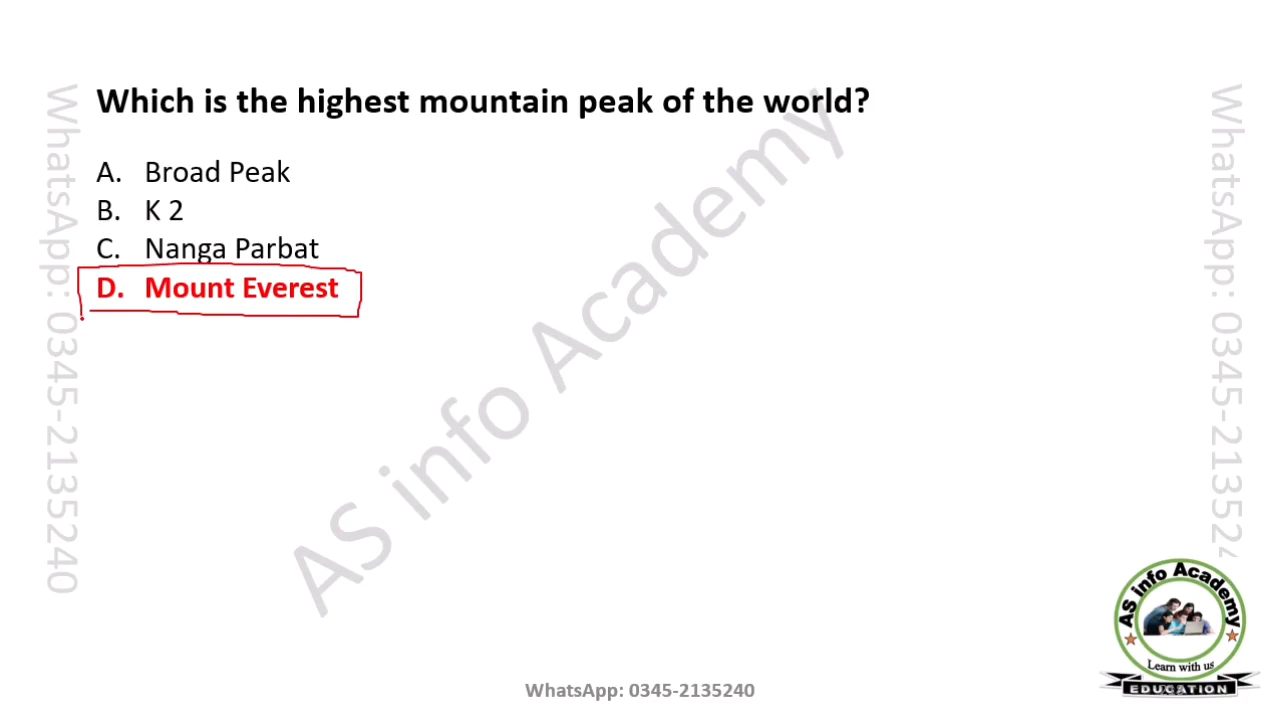 Which is the highest mountain peak of the world?
A. Broad Peak
B. K 2
C. Nanga Parbat
D. Mount Everest
WhatsApp: 0345-2135240
AS info Academy
WhatsApp: 0345-21352
AS info Academy
Learn with us
EDUCATION
WhatsApp: 0345-2135240